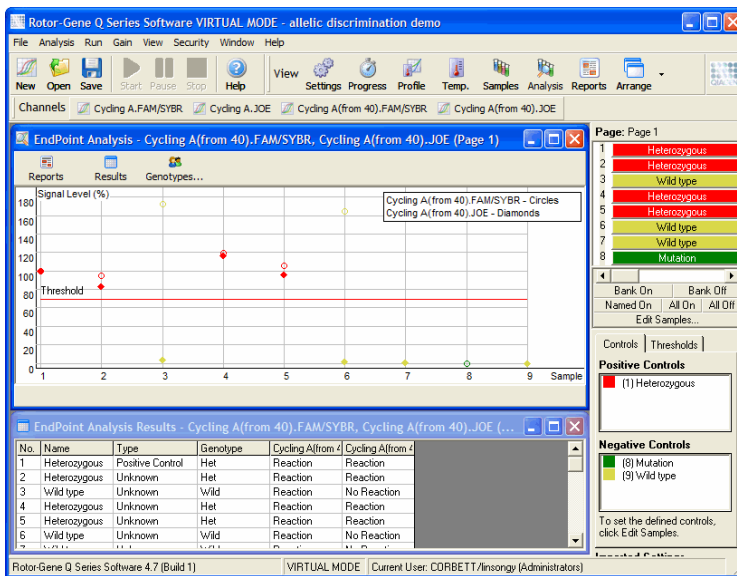 Rotor-Gene Q Series Software VIRTUAL MODE - allelic discrimination demo
File Analysis Run Gain View Security Window Help
New Open Save Start Pause Stop Help View Settings Progress Profile Temp. Samples Analysis Reports Arrange
Channels Cycling A.FAM/SYBR Cycling A.JOE Cycling A(from 40).FAM/SYBR Cycling A(from 40).JOE
EndPoint Analysis - Cycling A(from 40).FAM/SYBR, Cycling A(from 40).JOE (Page 1)
Reports Results Genotypes...
Signal Level (%)
Cycling A(from 40).FAM/SYBR - Circles
Cycling A(from 40).JOE - Diamonds
180
160
140
120
100
80
Threshold
60
40
20
0
1 2 3 4 5 6 7 8 9 Sample
Page: Page 1
1 Heterozygous
2 Heterozygous
3 Wild type
4 Heterozygous
5 Heterozygous
6 Wild type
7 Wild type
8 Mutation
Bank On Bank Off
Named On All On All Off
Edit Samples...
Controls Thresholds
Positive Controls
(1) Heterozygous
Negative Controls
(8) Mutation
(9) Wild type
To set the defined controls,
click Edit Samples.
EndPoint Analysis Results - Cycling A(from 40).FAM/SYBR, Cycling A(from 40).JOE (...
No. Name Type Genotype Cycling A(from 4 Cycling A(from 4
1 Heterozygous Positive Control Het Reaction Reaction
2 Heterozygous Unknown Het Reaction Reaction
3 Wild type Unknown Wild Reaction No Reaction
4 Heterozygous Unknown Het Reaction Reaction
5 Heterozygous Unknown Het Reaction Reaction
6 Wild type Unknown Wild Reaction No Reaction
Rotor-Gene Q Series Software 4.7 (Build 1) VIRTUAL MODE Current User: CORBETT/linsongy (Administrators)